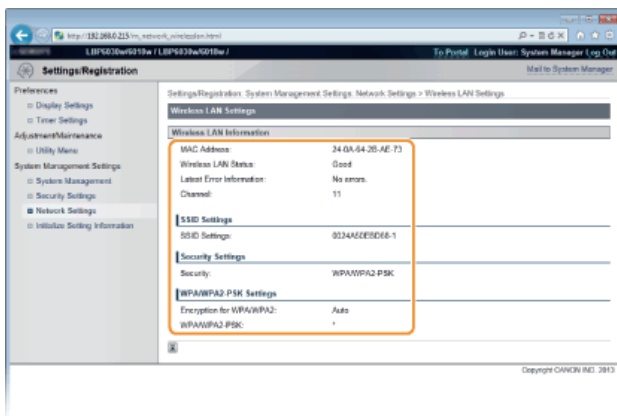 http://192.168.0.215/m_network_wirelesslan.html
LBP6030w/6018w / LBP6030w/6018w /
To Portal Login User: System Manager Log Out
Settings/Registration
Mail to System Manager
Preferences
Display Settings
Timer Settings
Adjustment/Maintenance
Utility Menu
System Management Settings
System Management
Security Settings
Network Settings
Initialize Setting Information
Settings/Registration: System Management Settings: Network Settings > Wireless LAN Settings
Wireless LAN Settings
Wireless LAN Information
MAC Address: 24-0A-64-2B-AE-73
Wireless LAN Status: Good
Latest Error Information: No errors.
Channel: 11
SSID Settings
SSID Settings: 0024A5DEBD68-1
Security Settings
Security: WPA/WPA2-PSK
WPA/WPA2-PSK Settings
Encryption for WPA/WPA2: Auto
WPA/WPA2-PSK: *
Copyright CANON INC. 2013